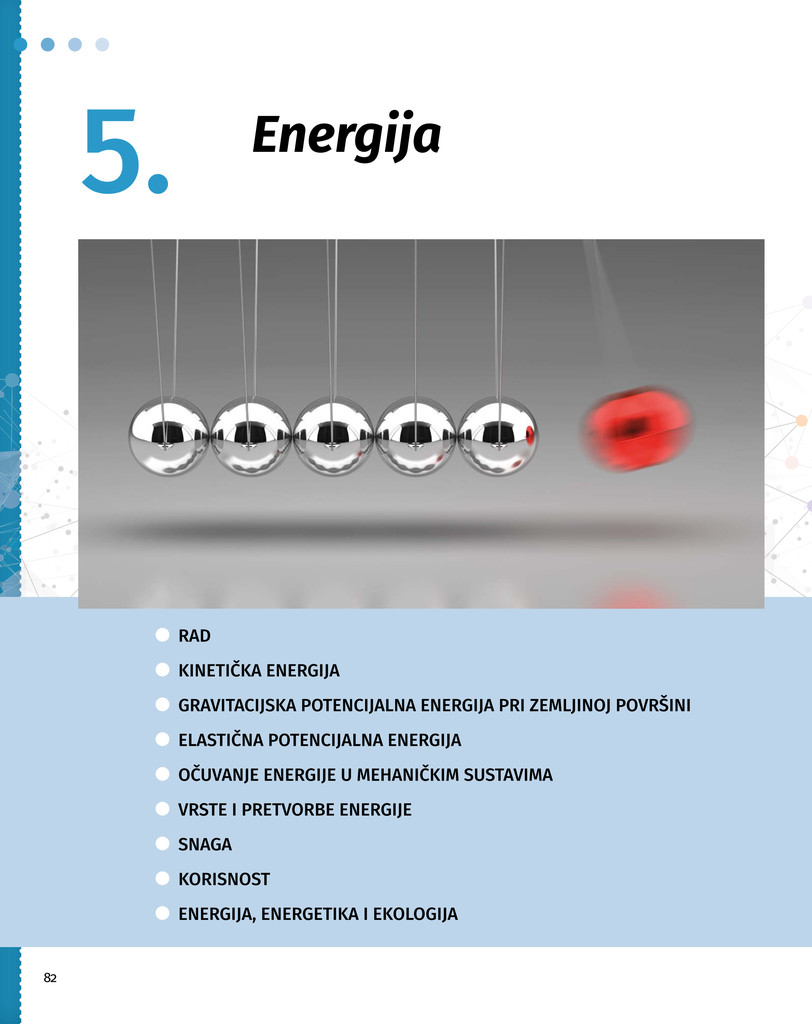 5.
Energija
RAD
KINETIČKA ENERGIJA
GRAVITACIJSKA POTENCIJALNA ENERGIJA PRI ZEMLJINOJ POVRŠINI
ELASTIČNA POTENCIJALNA ENERGIJA
OČUVANJE ENERGIJE U MEHANIČKIM SUSTAVIMA
VRSTE I PRETVORBE ENERGIJE
SNAGA
KORISNOST
ENERGIJA, ENERGETIKA I EKOLOGIJA
82